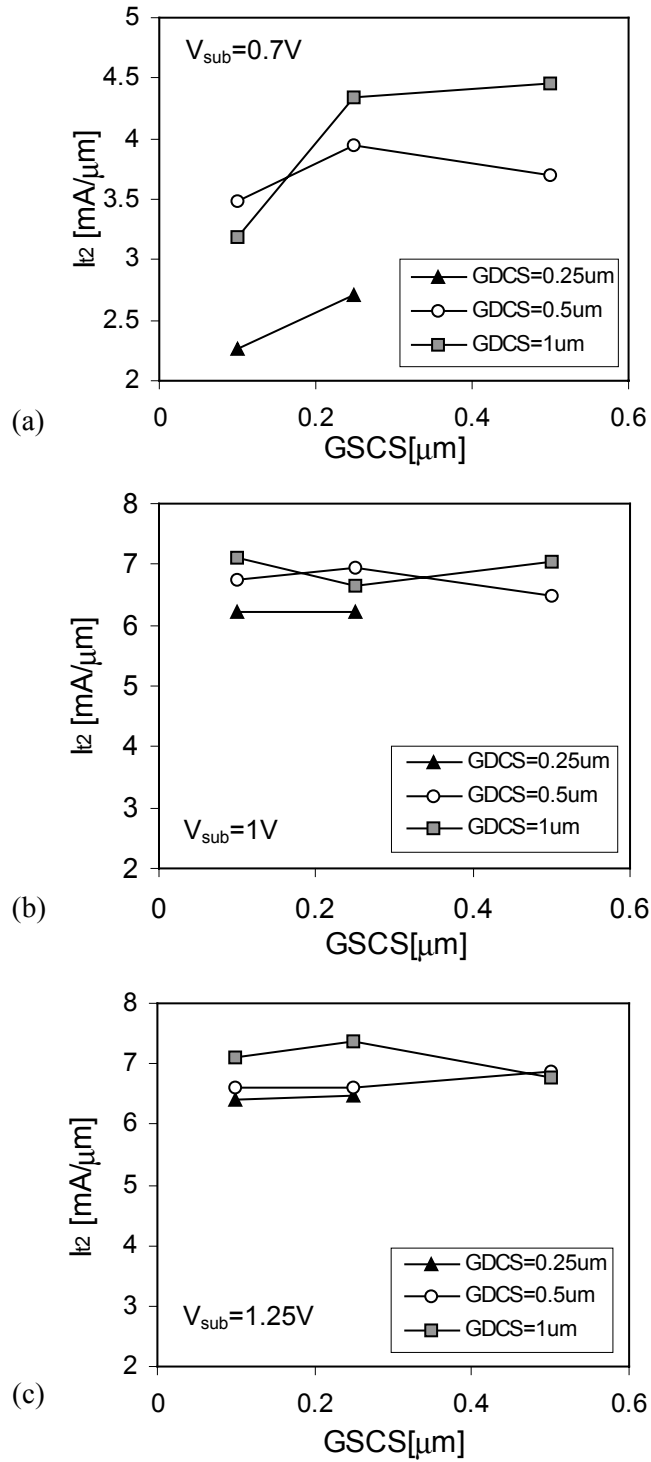 5
V_sub=0.7V
4.5
4
3.5
3
2.5
2
I_t2 [mA/μm]
GDCS=0.25um
GDCS=0.5um
GDCS=1um
0
0.2
0.4
0.6
(a)
GSCS[μm]
8
7
6
5
4
3
2
I_t2 [mA/μm]
GDCS=0.25um
GDCS=0.5um
GDCS=1um
V_sub=1V
0
0.2
0.4
0.6
(b)
GSCS[μm]
8
7
6
5
4
3
2
I_t2 [mA/μm]
GDCS=0.25um
GDCS=0.5um
GDCS=1um
V_sub=1.25V
0
0.2
0.4
0.6
(c)
GSCS[μm]